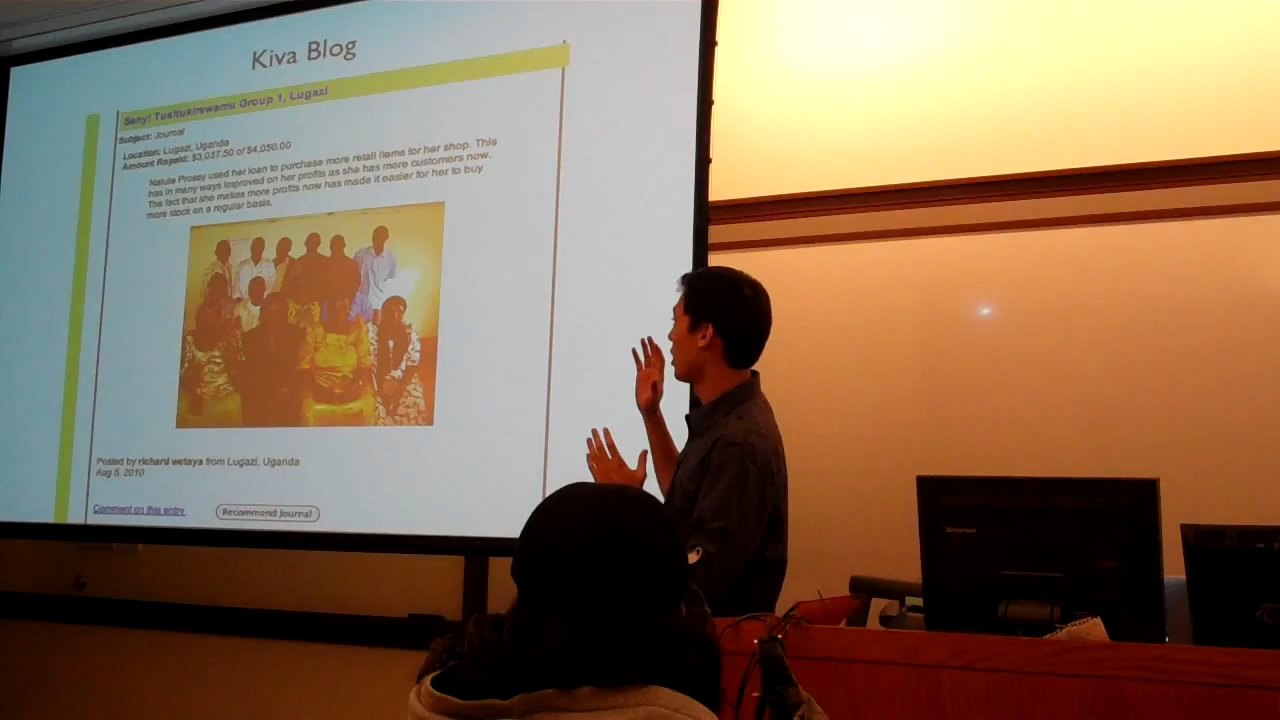 Kiva Blog
Senyi Tusitukirewamu Group 1, Lugazi
Subject: Journal
Location: Lugazi, Uganda
Amount Repaid: $3,037.50 of $4,050.00
Nalule Prossy used her loan to purchase more retail items for her shop. This
has in many ways improved on her profits as she has more customers now.
The fact that she makes more profits now has made it easier for her to buy
more stock on a regular basis.
Posted by richard wetaya from Lugazi, Uganda
Aug 5, 2010
Comment on this entry
Recommend Journal
lenovo